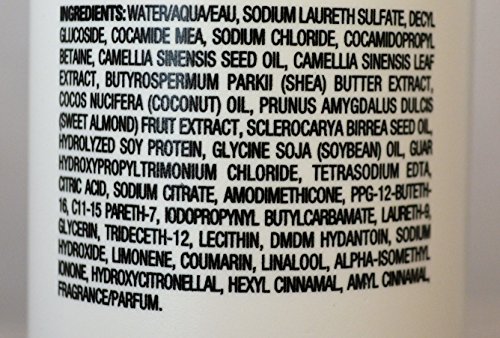 INGREDIENTS: WATER/AQUA/EAU, SODIUM LAURETH SULFATE, DECYL
GLUCOSIDE, COCAMIDE MEA, SODIUM CHLORIDE, COCAMIDOPROPYL
BETAINE, CAMELLIA SINENSIS SEED OIL, CAMELLIA SINENSIS LEAF
EXTRACT, BUTYROSPERMUM PARKII (SHEA) BUTTER EXTRACT,
COCOS NUCIFERA (COCONUT) OIL, PRUNUS AMYGDALUS DULCIS
(SWEET ALMOND) FRUIT EXTRACT, SCLEROCARYA BIRREA SEED OIL,
HYDROLYZED SOY PROTEIN, GLYCINE SOJA (SOYBEAN) OIL, GUAR
HYDROXYPROPYLTRIMONIUM CHLORIDE, TETRASODIUM EDTA,
CITRIC ACID, SODIUM CITRATE, AMODIMETHICONE, PPG-12-BUTETH-
16, C11-15 PARETH-7, IODOPROPYNYL BUTYLCARBAMATE, LAURETH-9,
GLYCERIN, TRIDECETH-12, LECITHIN, DMDM HYDANTOIN, SODIUM
HYDROXIDE, LIMONENE, COUMARIN, LINALOOL, ALPHA-ISOMETHYL
IONONE, HYDROXYCITRONELLAL, HEXYL CINNAMAL, AMYL CINNAMAL,
FRAGRANCE/PARFUM.